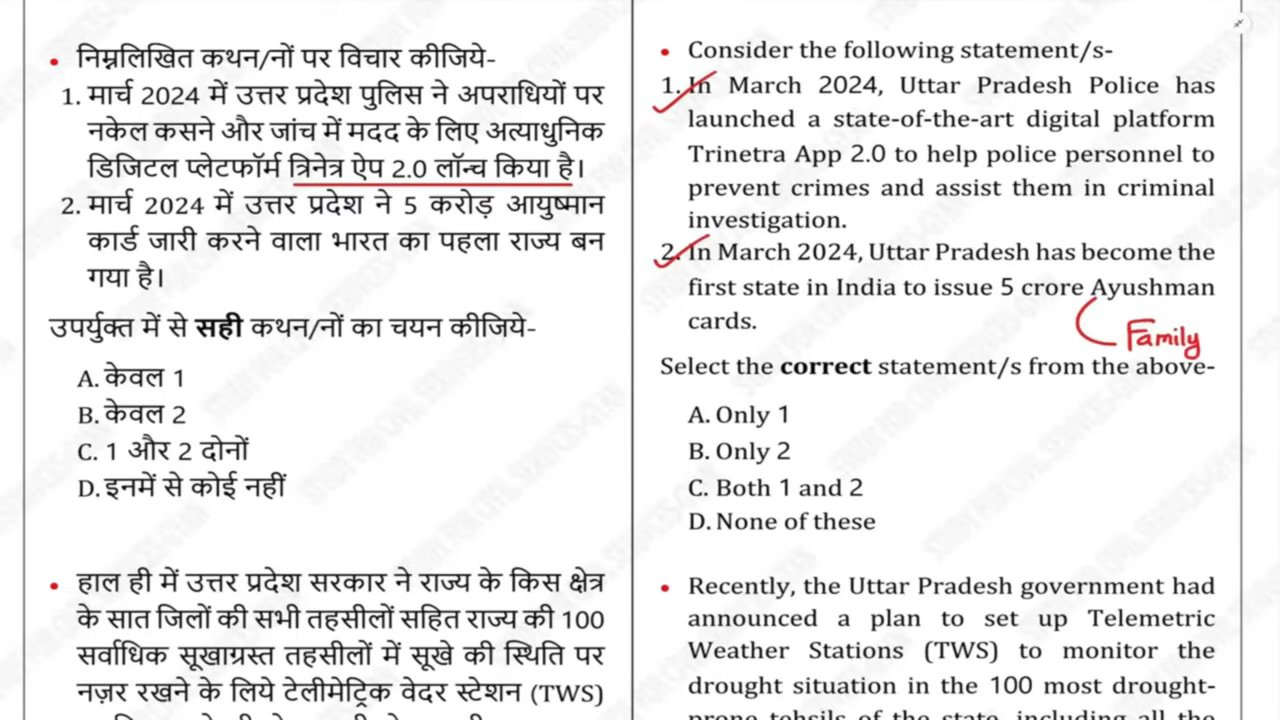 निम्नलिखित कथन/नों पर विचार कीजिये-
1. मार्च 2024 में उत्तर प्रदेश पुलिस ने अपराधियों पर
नकेल कसने और जांच में मदद के लिए अत्याधुनिक
डिजिटल प्लेटफॉर्म त्रिनेत्र ऐप 2.0 लॉन्च किया है।
2. मार्च 2024 में उत्तर प्रदेश ने 5 करोड़ आयुष्मान
कार्ड जारी करने वाला भारत का पहला राज्य बन
गया है।
उपर्युक्त में से सही कथन/नों का चयन कीजिये-
A. केवल 1
B. केवल 2
C. 1 और 2 दोनों
D. इनमें से कोई नहीं
हाल ही में उत्तर प्रदेश सरकार ने राज्य के किस क्षेत्र
के सात जिलों की सभी तहसीलों सहित राज्य की 100
सर्वाधिक सूखाग्रस्त तहसीलों में सूखे की स्थिति पर
नज़र रखने के लिये टेलीमेट्रिक वेदर स्टेशन (TWS)
Consider the following statement/s-
1. In March 2024, Uttar Pradesh Police has
launched a state-of-the-art digital platform
Trinetra App 2.0 to help police personnel to
prevent crimes and assist them in criminal
investigation.
2. In March 2024, Uttar Pradesh has become the
first state in India to issue 5 crore Ayushman
cards.
Family
Select the correct statement/s from the above-
A. Only 1
B. Only 2
C. Both 1 and 2
D. None of these
Recently, the Uttar Pradesh government had
announced a plan to set up Telemetric
Weather Stations (TWS) to monitor the
drought situation in the 100 most drought-
prone tehsils of the state, including all the